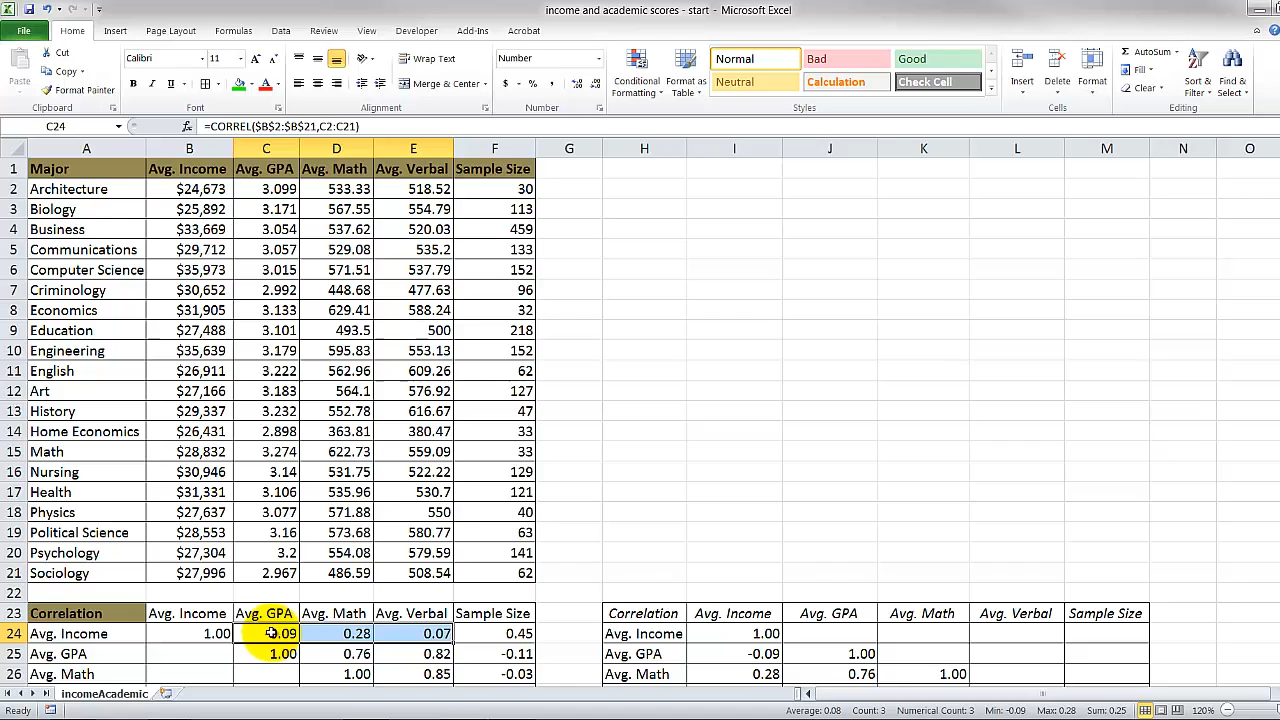 income and academic scores - start - Microsoft Excel
File Home Insert Page Layout Formulas Data Review View Developer Add-Ins Acrobat
Paste Cut Copy Format Painter Clipboard
Calibri 11 A A B I U A Font
Wrap Text Merge & Center Alignment
Number $ % , Number
Conditional Formatting Format as Table Normal Bad Good Neutral Calculation Check Cell Styles
Insert Delete Format Cells
AutoSum Fill Clear Sort & Filter Find & Select Editing
C24 fx =CORREL($B$2:$B$21,C2:C21)
A B C D E F G H I J K L M N O
1 Major Avg. Income Avg. GPA Avg. Math Avg. Verbal Sample Size
2 Architecture $24,673 3.099 533.33 518.52 30
3 Biology $25,892 3.171 567.55 554.79 113
4 Business $33,669 3.054 537.62 520.03 459
5 Communications $29,712 3.057 529.08 535.2 133
6 Computer Science $35,973 3.015 571.51 537.79 152
7 Criminology $30,652 2.992 448.68 477.63 96
8 Economics $31,905 3.133 629.41 588.24 32
9 Education $27,488 3.101 493.5 500 218
10 Engineering $35,639 3.179 595.83 553.13 152
11 English $26,911 3.222 562.96 609.26 62
12 Art $27,166 3.183 564.1 576.92 127
13 History $29,337 3.232 552.78 616.67 47
14 Home Economics $26,431 2.898 363.81 380.47 33
15 Math $28,832 3.274 622.73 559.09 33
16 Nursing $30,946 3.14 531.75 522.22 129
17 Health $31,331 3.106 535.96 530.7 121
18 Physics $27,637 3.077 571.88 550 40
19 Political Science $28,553 3.16 573.68 580.77 63
20 Psychology $27,304 3.2 554.08 579.59 141
21 Sociology $27,996 2.967 486.59 508.54 62
22
23 Correlation Avg. Income Avg. GPA Avg. Math Avg. Verbal Sample Size Correlation Avg. Income Avg. GPA Avg. Math Avg. Verbal Sample Size
24 Avg. Income 1.00 -0.09 0.28 0.07 0.45 Avg. Income 1.00
25 Avg. GPA 1.00 0.76 0.82 -0.11 Avg. GPA -0.09 1.00
26 Avg. Math 1.00 0.85 -0.03 Avg. Math 0.28 0.76 1.00
incomeAcademic
Ready Average: 0.08 Count: 3 Numerical Count: 3 Min: -0.09 Max: 0.28 Sum: 0.25 120%